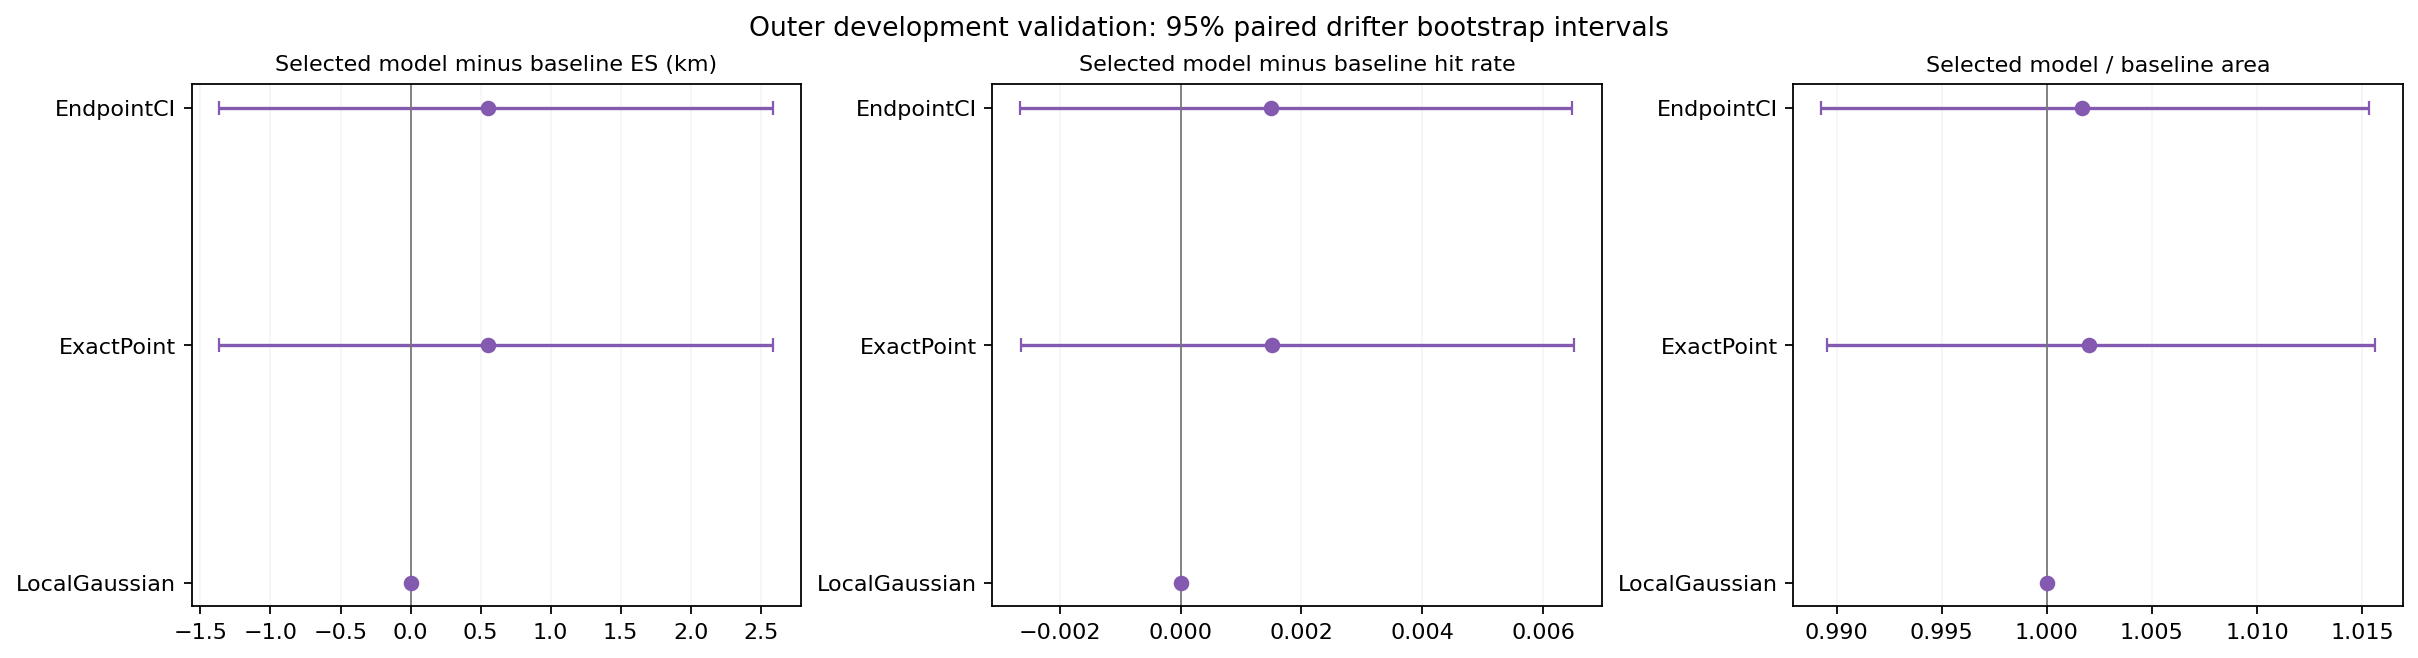 Outer development validation: 95% paired drifter bootstrap intervals
Selected model minus baseline ES (km)
EndpointCI
ExactPoint
LocalGaussian
−1.5 −1.0 −0.5 0.0 0.5 1.0 1.5 2.0 2.5
Selected model minus baseline hit rate
EndpointCI
ExactPoint
LocalGaussian
−0.002 0.000 0.002 0.004 0.006
Selected model / baseline area
EndpointCI
ExactPoint
LocalGaussian
0.990 0.995 1.000 1.005 1.010 1.015